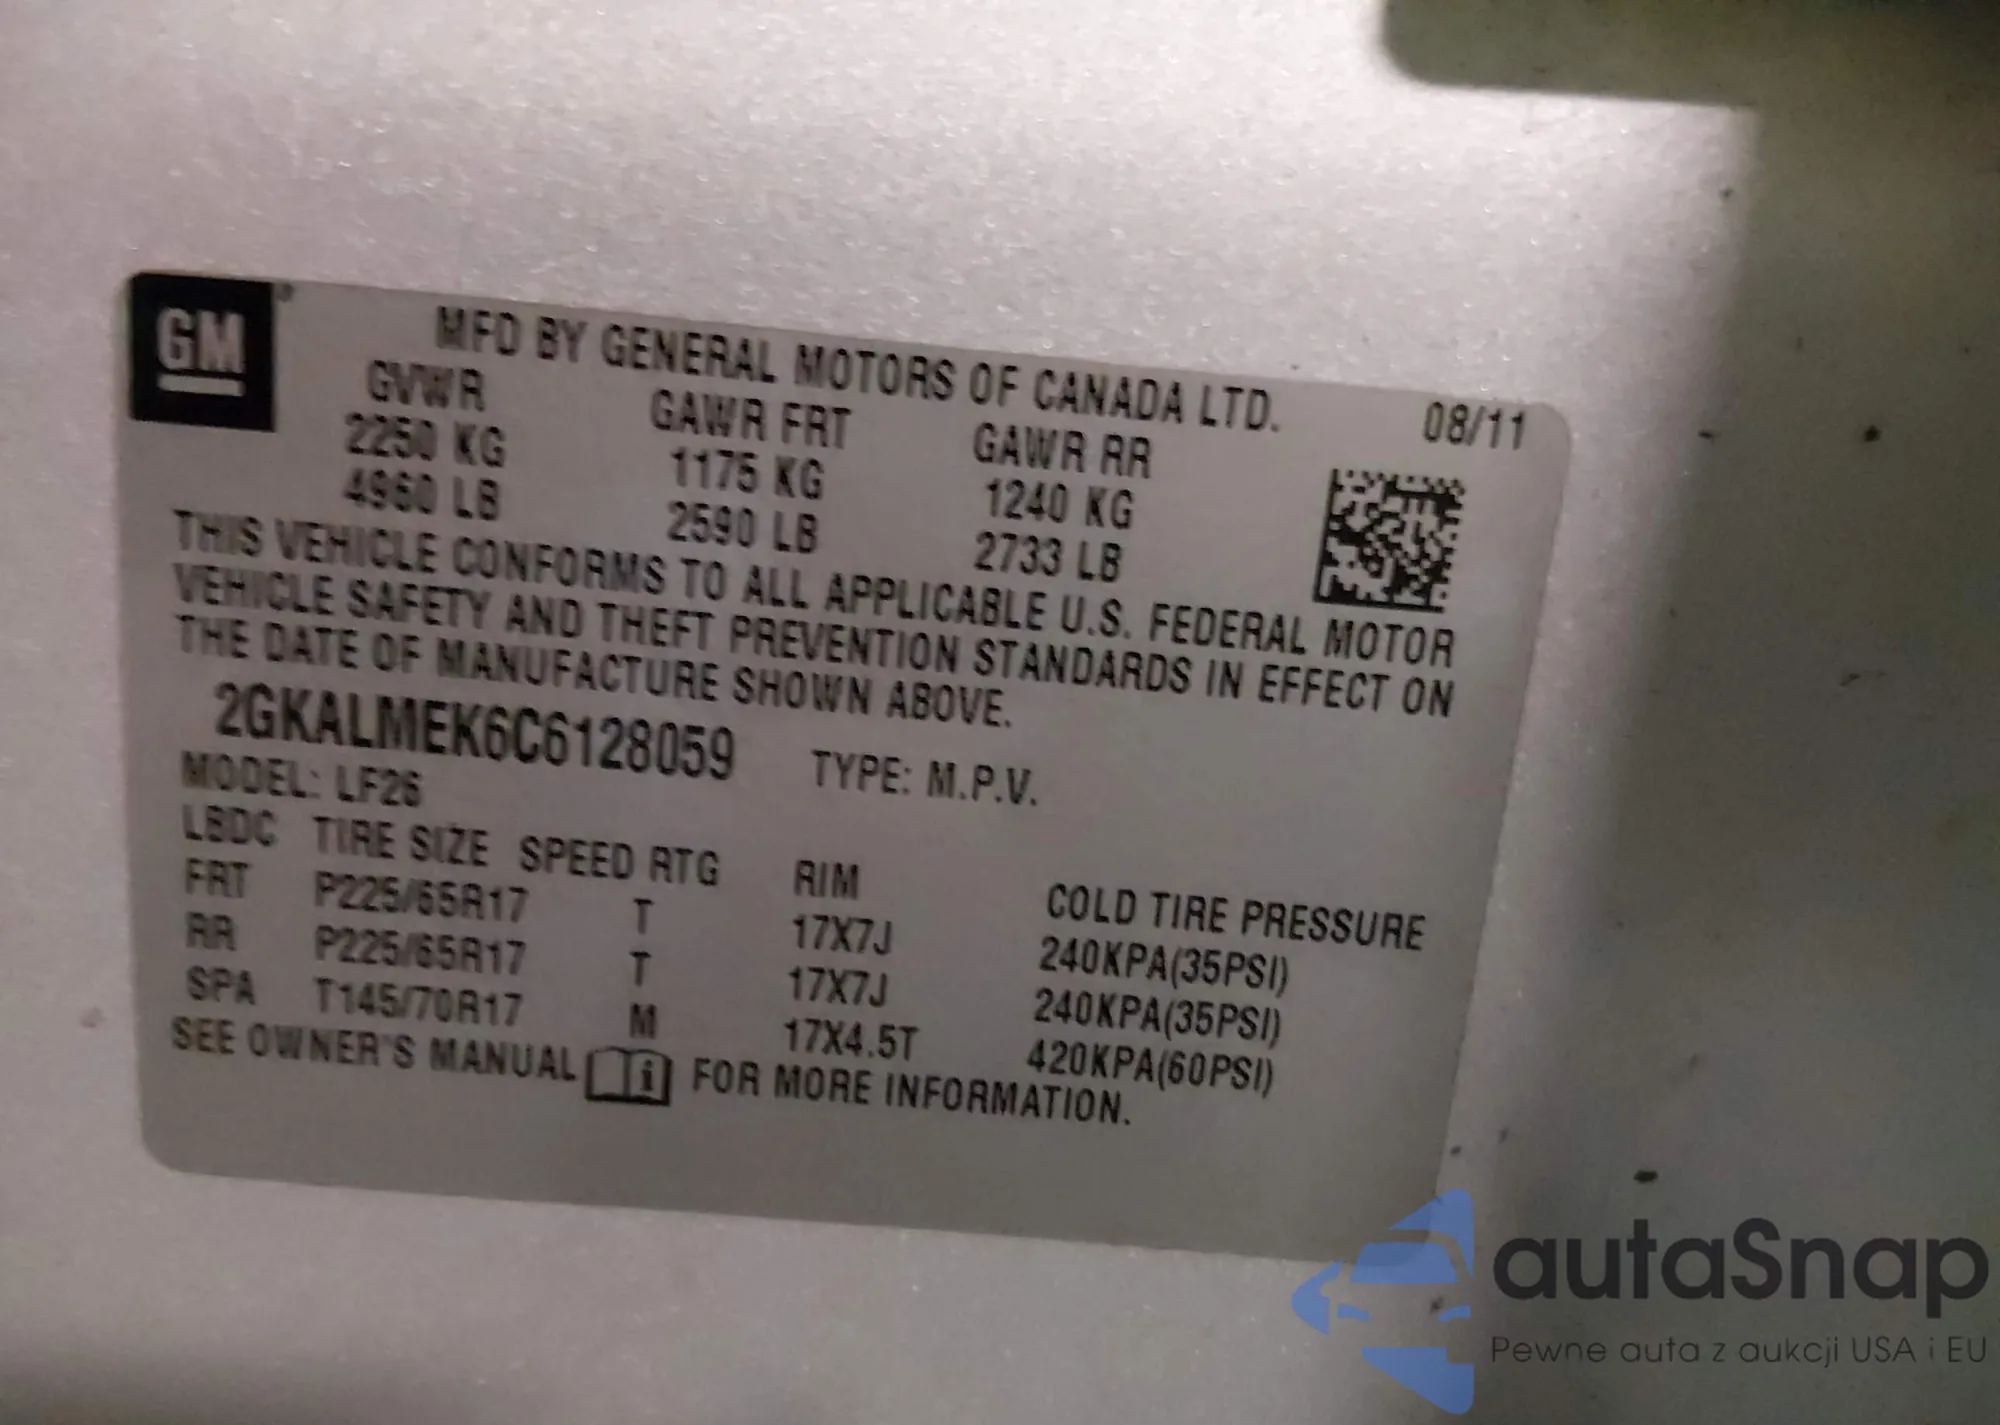 GM
MFD BY GENERAL MOTORS OF CANADA LTD.
08/11
GVWR GAWR FRT GAWR RR
2250 KG 1175 KG 1240 KG
4960 LB 2590 LB 2733 LB
THIS VEHICLE CONFORMS TO ALL APPLICABLE U.S. FEDERAL MOTOR
VEHICLE SAFETY AND THEFT PREVENTION STANDARDS IN EFFECT ON
THE DATE OF MANUFACTURE SHOWN ABOVE.
2GKALMEK6C6128059 TYPE: M.P.V.
MODEL: LF26
LBDC TIRE SIZE SPEED RTG RIM COLD TIRE PRESSURE
FRT P225/65R17 T 17X7J 240KPA(35PSI)
RR P225/65R17 T 17X7J 240KPA(35PSI)
SPA T145/70R17 M 17X4.5T 420KPA(60PSI)
SEE OWNER'S MANUAL i FOR MORE INFORMATION.
autaSnap
Pewne auta z aukcji USA i EU